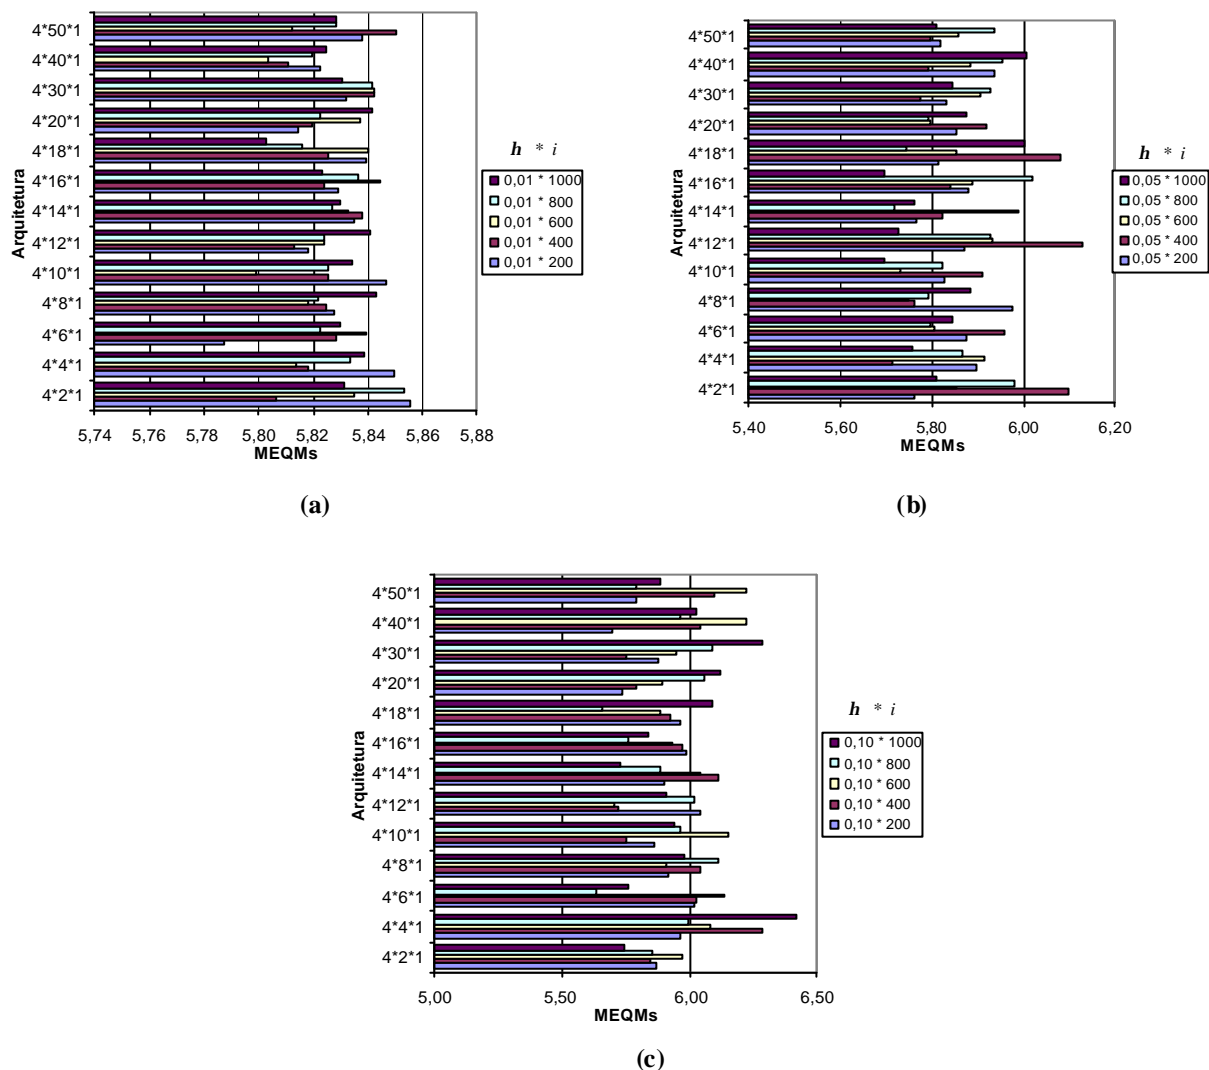 Arquitetura
4*50*1
4*40*1
4*30*1
4*20*1
4*18*1
4*16*1
4*14*1
4*12*1
4*10*1
4*8*1
4*6*1
4*4*1
4*2*1
5,74 5,76 5,78 5,80 5,82 5,84 5,86 5,88
MEQMs
h * i
0,01 * 1000
0,01 * 800
0,01 * 600
0,01 * 400
0,01 * 200
(a)
Arquitetura
4*50*1
4*40*1
4*30*1
4*20*1
4*18*1
4*16*1
4*14*1
4*12*1
4*10*1
4*8*1
4*6*1
4*4*1
4*2*1
5,40 5,60 5,80 6,00 6,20
MEQMs
h * i
0,05 * 1000
0,05 * 800
0,05 * 600
0,05 * 400
0,05 * 200
(b)
Arquitetura
4*50*1
4*40*1
4*30*1
4*20*1
4*18*1
4*16*1
4*14*1
4*12*1
4*10*1
4*8*1
4*6*1
4*4*1
4*2*1
5,00 5,50 6,00 6,50
MEQMs
h * i
0,10 * 1000
0,10 * 800
0,10 * 600
0,10 * 400
0,10 * 200
(c)